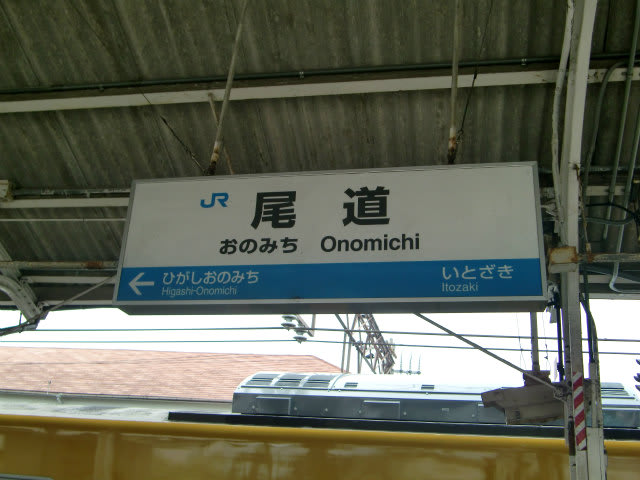 JR 尾道
おのみち Onomichi
← ひがしおのみち いとざき
Higashi-Onomichi Itozaki